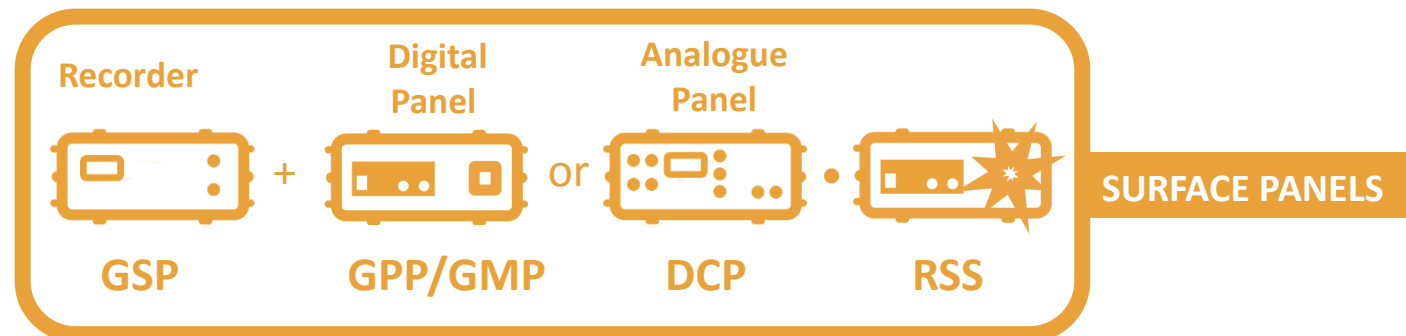 Recorder
Digital
Panel
Analogue
Panel
+
or
•
GSP
GPP/GMP
DCP
RSS
SURFACE PANELS